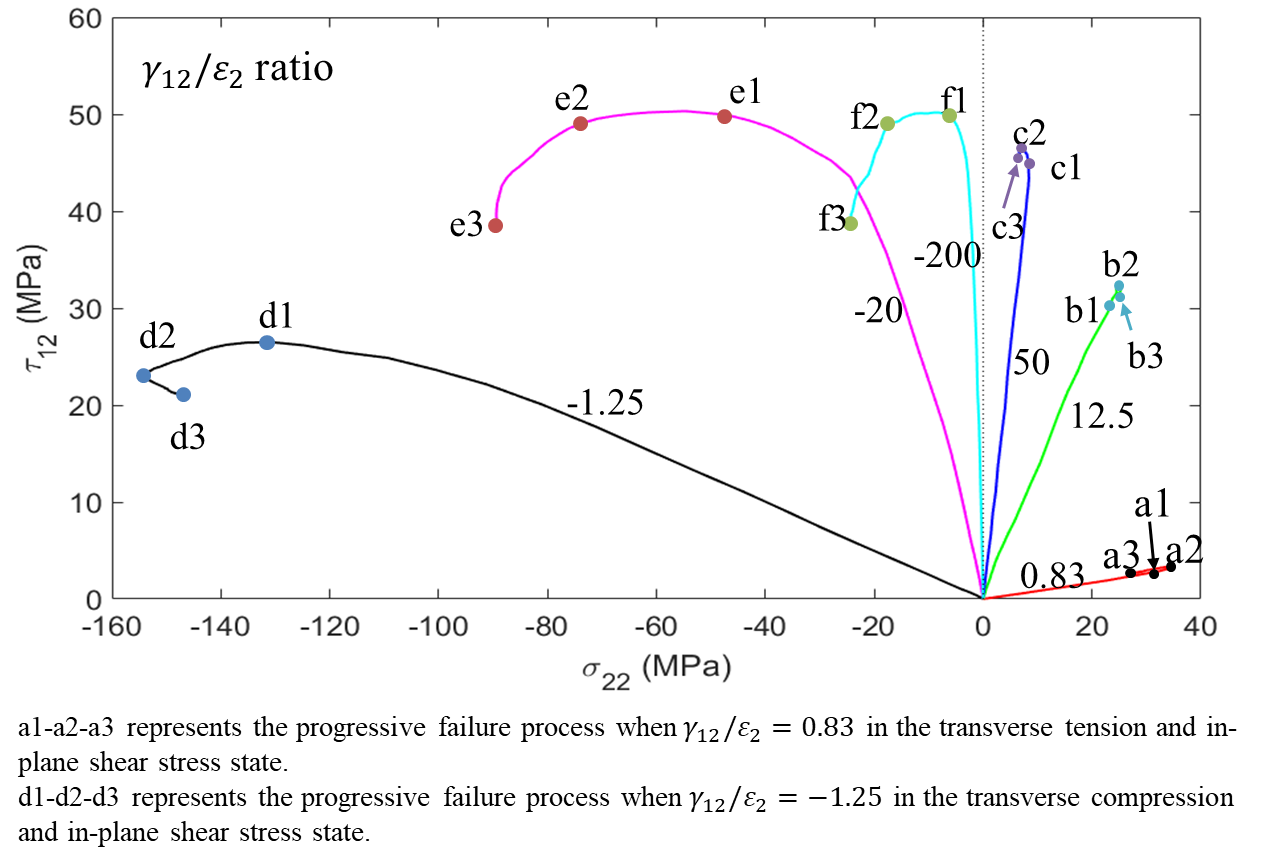 γ₁₂/ε₂ ratio
60
50
40
30
20
10
0
τ₁₂ (MPa)
-160
-140
-120
-100
-80
-60
-40
-20
0
20
40
σ₂₂ (MPa)
e2
e1
e3
f2
f1
f3
c2
c1
c3
b2
b1
b3
d2
d1
d3
a1
a3
a2
-1.25
-20
-200
50
12.5
0.83
a1-a2-a3 represents the progressive failure process when γ₁₂/ε₂ = 0.83 in the transverse tension and in-
plane shear stress state.
d1-d2-d3 represents the progressive failure process when γ₁₂/ε₂ = −1.25 in the transverse compression
and in-plane shear stress state.